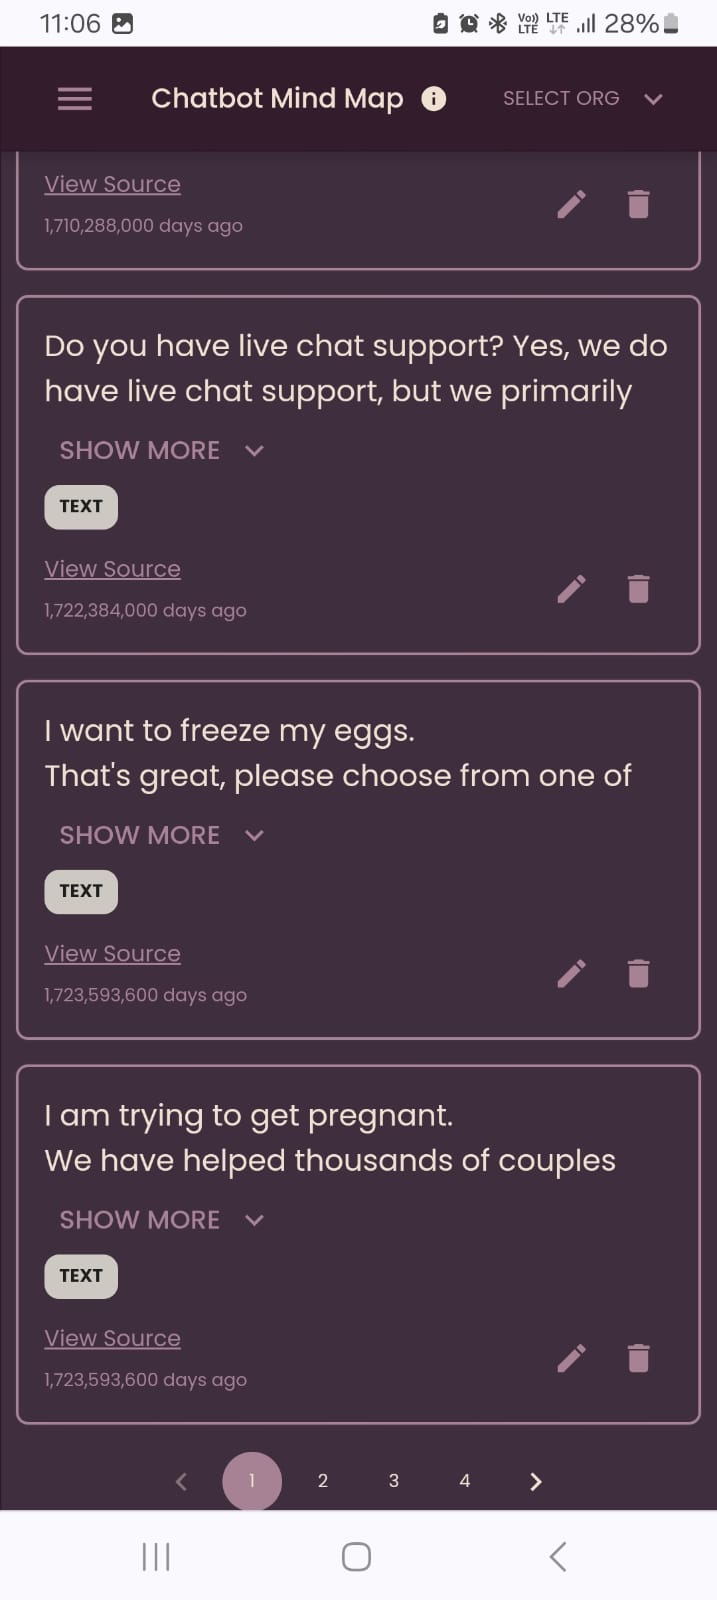 11:06
Vo)) LTE
LTE
28%
Chatbot Mind Map
SELECT ORG
View Source
1,710,288,000 days ago
Do you have live chat support? Yes, we do
have live chat support, but we primarily
SHOW MORE
TEXT
View Source
1,722,384,000 days ago
I want to freeze my eggs.
That's great, please choose from one of
SHOW MORE
TEXT
View Source
1,723,593,600 days ago
I am trying to get pregnant.
We have helped thousands of couples
SHOW MORE
TEXT
View Source
1,723,593,600 days ago
1 2 3 4